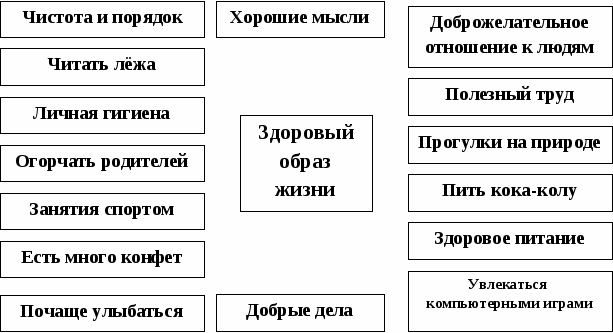 Чистота и порядок
Хорошие мысли
Доброжелательное
отношение к людям
Читать лёжа
Полезный труд
Личная гигиена
Здоровый
образ
жизни
Прогулки на природе
Огорчать родителей
Пить кока-колу
Занятия спортом
Здоровое питание
Есть много конфет
Увлекаться
компьютерными играми
Почаще улыбаться
Добрые дела